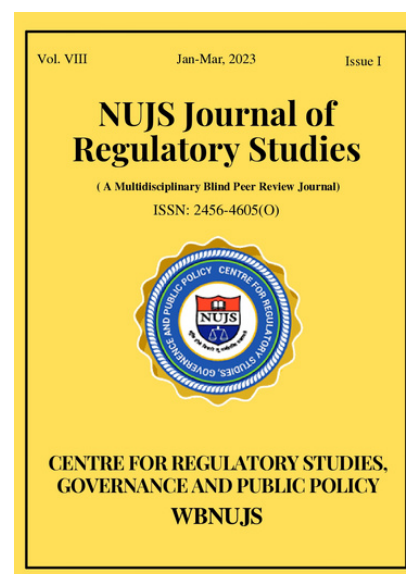 Vol. VIII
Jan-Mar, 2023
Issue I
NUJS Journal of
Regulatory Studies
( A Multidisciplinary Blind Peer Review Journal)
ISSN: 2456-4605(O)
CENTRE FOR REGULATORY STUDIES, GOVERNANCE AND PUBLIC POLICY
NUJS
CENTRE FOR REGULATORY STUDIES,
GOVERNANCE AND PUBLIC POLICY
WBNUJS